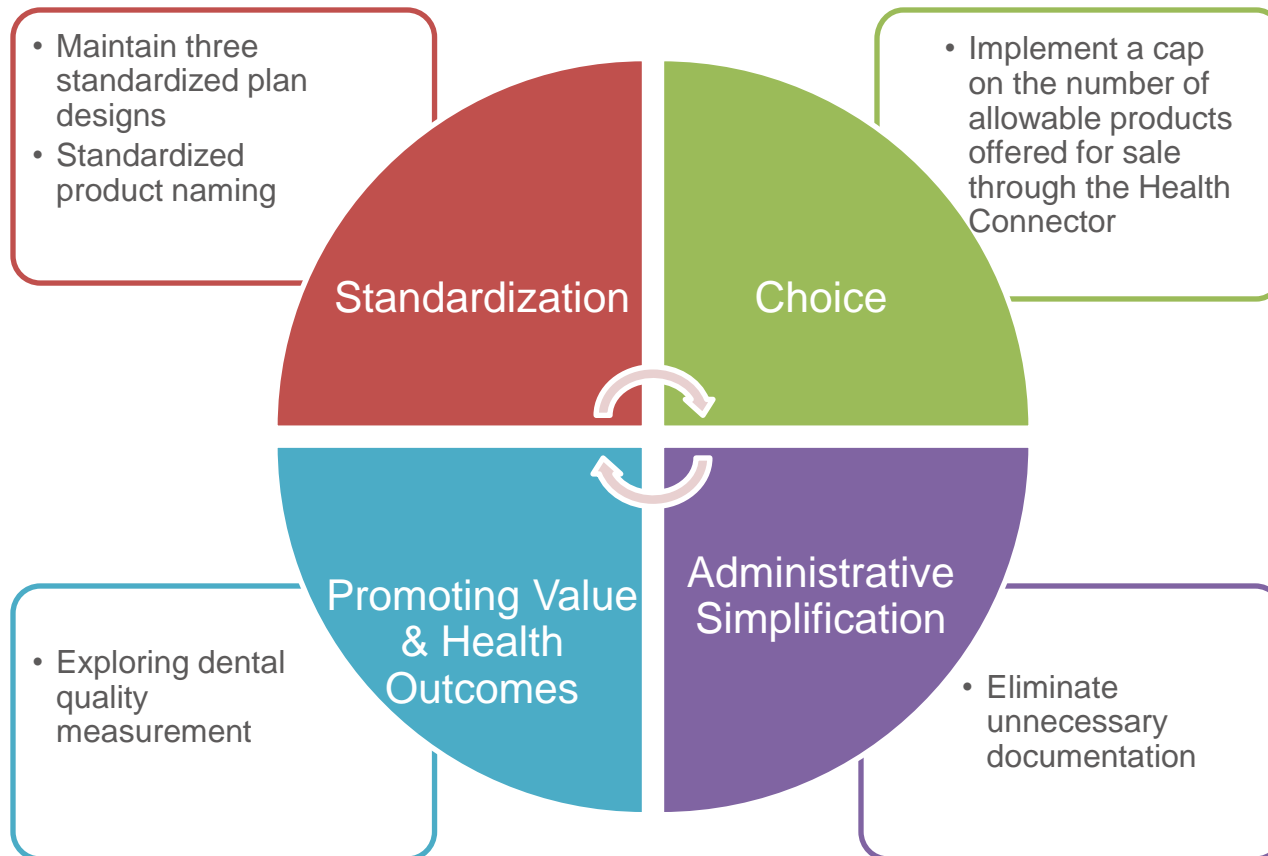 • Maintain three
standardized plan
designs
• Standardized
product naming
• Implement a cap
on the number of
allowable products
offered for sale
through the Health
Connector
Standardization
Choice
Promoting Value
& Health
Outcomes
Administrative
Simplification
• Exploring dental
quality
measurement
• Eliminate
unnecessary
documentation